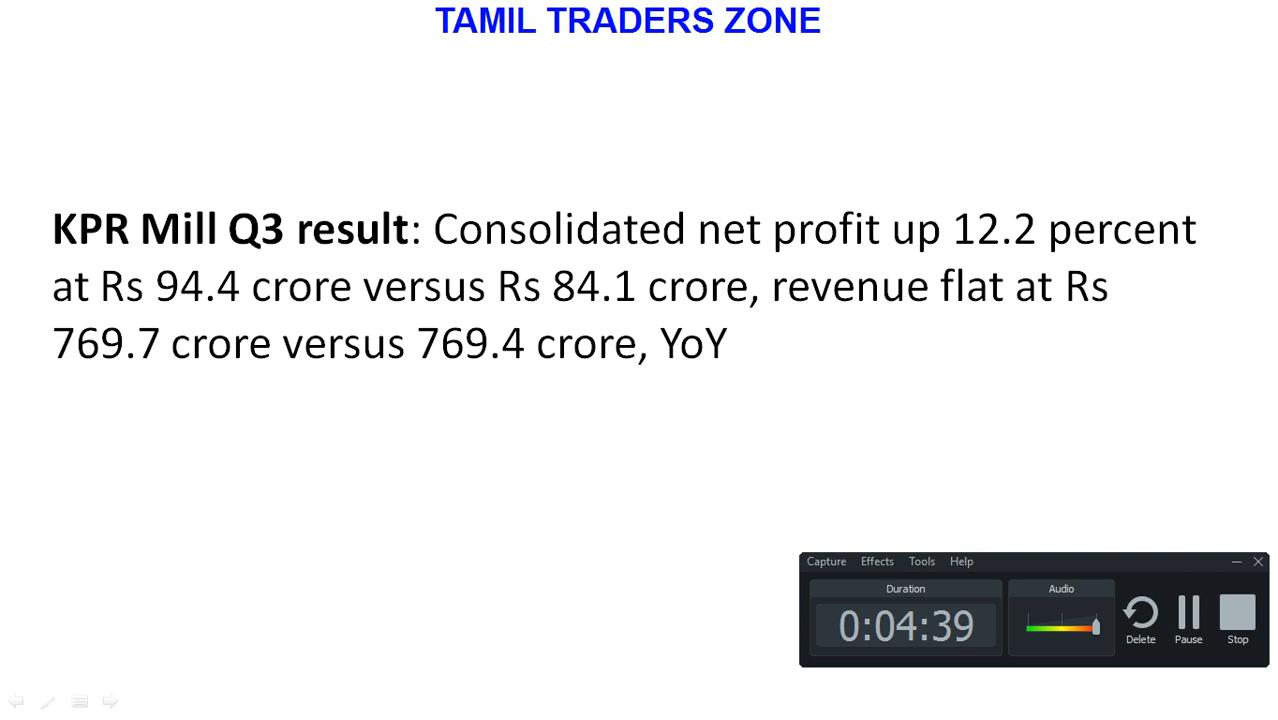 TAMIL TRADERS ZONE
KPR Mill Q3 result: Consolidated net profit up 12.2 percent
at Rs 94.4 crore versus Rs 84.1 crore, revenue flat at Rs
769.7 crore versus 769.4 crore, YoY
Capture Effects Tools Help
Duration Audio
0:04:39
Delete Pause Stop